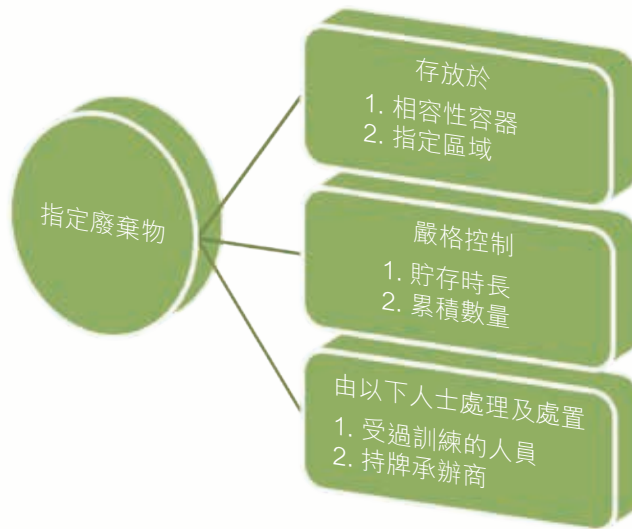 指定廢棄物
存放於
1. 相容性容器
2. 指定區域
嚴格控制
1. 貯存時長
2. 累積數量
由以下人士處理及處置
1. 受過訓練的人員
2. 持牌承辦商